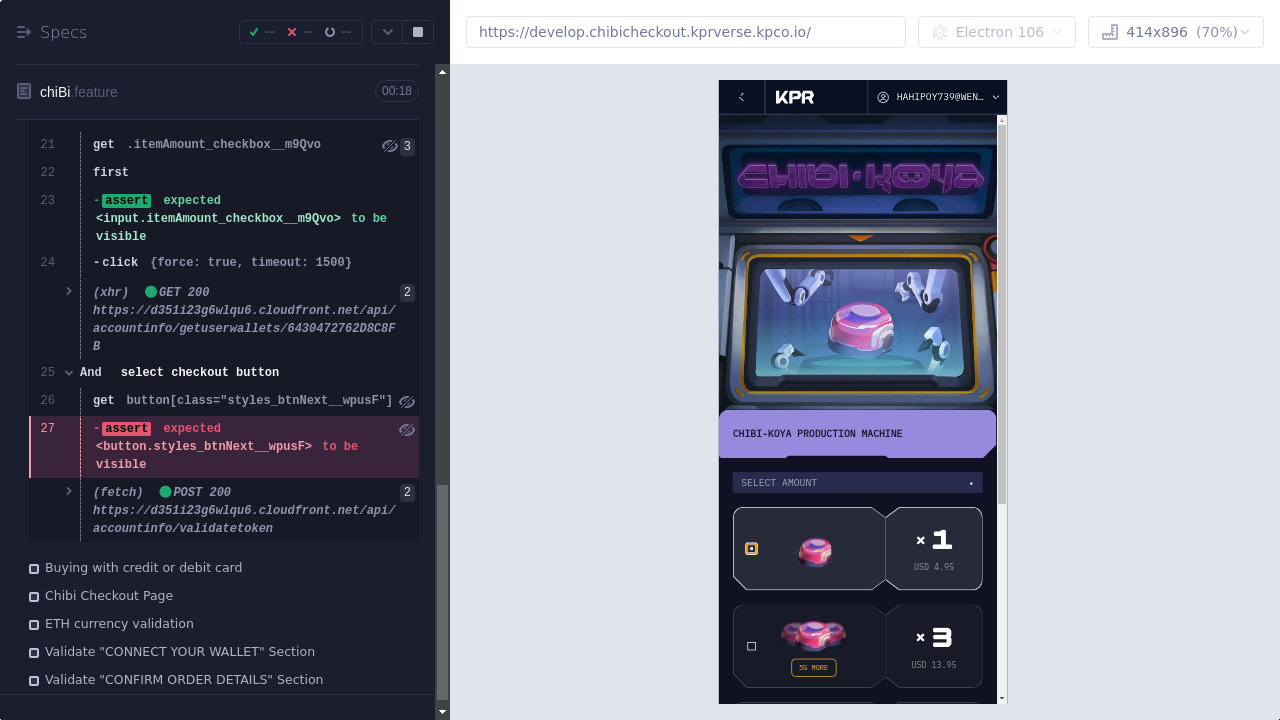 Specs
--
--
--
https://develop.chibicheckout.kprverse.kpco.io/
Electron 106
414x896 (70%)
chiBi.feature
00:18
21 get .itemAmount_checkbox__m9Qvo 3
22 first
23 -assert expected
<input.itemAmount_checkbox__m9Qvo> to be
visible
24 -click {force: true, timeout: 1500}
(xhr) GET 200 2
https://d351i23g6wlqu6.cloudfront.net/api/
accountinfo/getuserwallets/6430472762D8C8F
B
25 And select checkout button
26 get button[class="styles_btnNext__wpusF"]
27 -assert expected
<button.styles_btnNext__wpusF> to be
visible
(fetch) POST 200 2
https://d351i23g6wlqu6.cloudfront.net/api/
accountinfo/validatetoken
Buying with credit or debit card
Chibi Checkout Page
ETH currency validation
Validate "CONNECT YOUR WALLET" Section
Validate "CONFIRM ORDER DETAILS" Section
KPR
HAHIPOY739@WEN…
CHIBI·KOYA
CHIBI-KOYA PRODUCTION MACHINE
SELECT AMOUNT
×1
USD 4.95
×3
5% MORE
USD 13.95